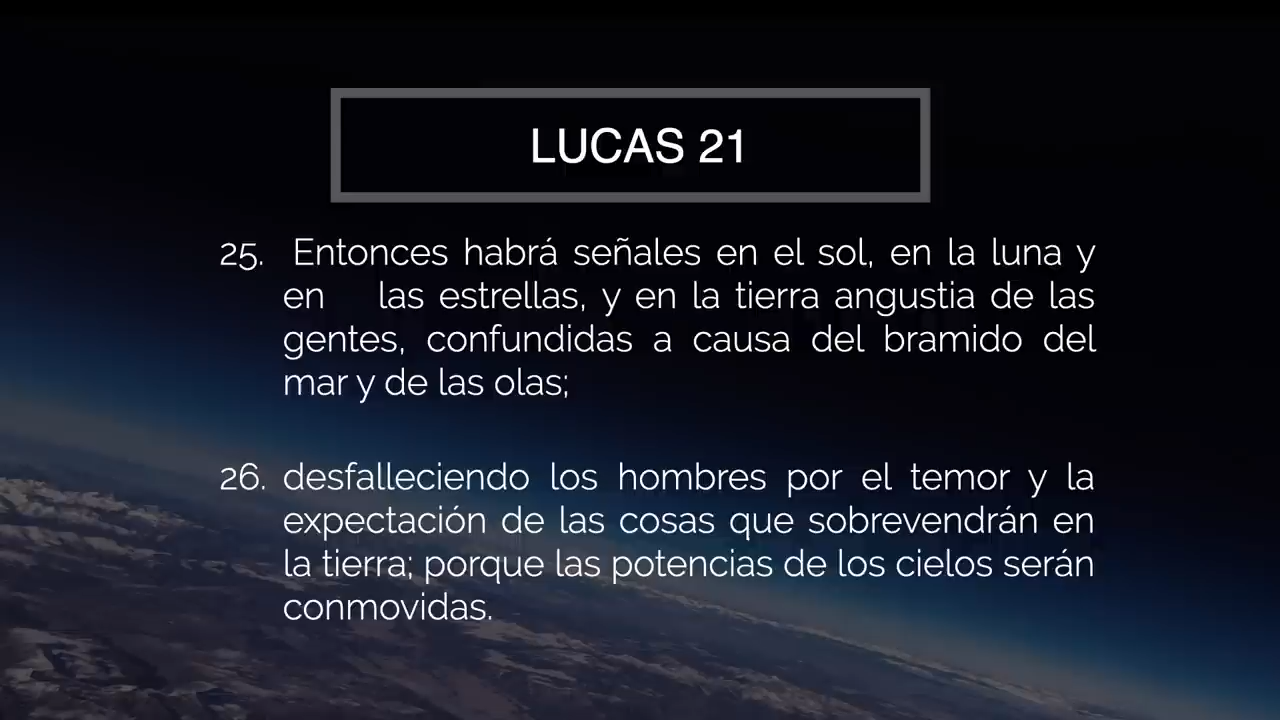 LUCAS 21
25. Entonces habrá señales en el sol, en la luna y
en las estrellas, y en la tierra angustia de las
gentes, confundidas a causa del bramido del
mar y de las olas;
26. desfalleciendo los hombres por el temor y la
expectación de las cosas que sobrevendrán en
la tierra; porque las potencias de los cielos serán
conmovidas.